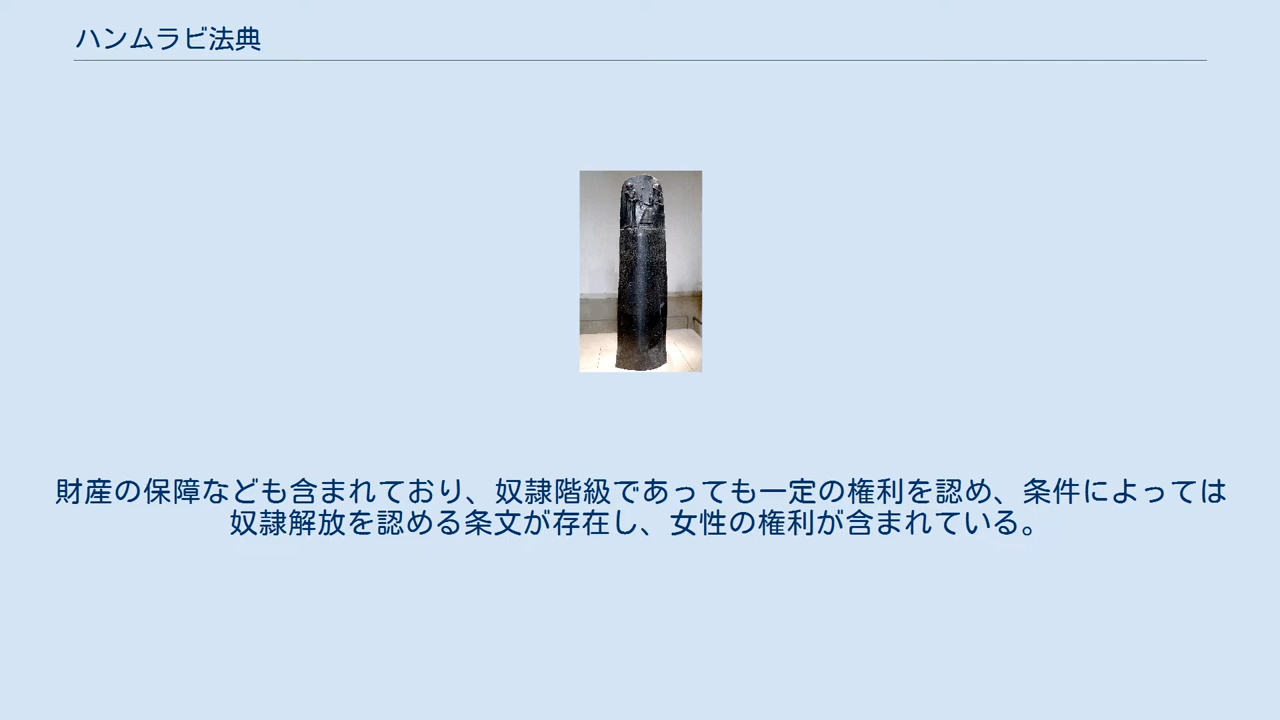 ハンムラビ法典
財産の保障なども含まれており、奴隷階級であっても一定の権利を認め、条件によっては
奴隷解放を認める条文が存在し、女性の権利が含まれている。